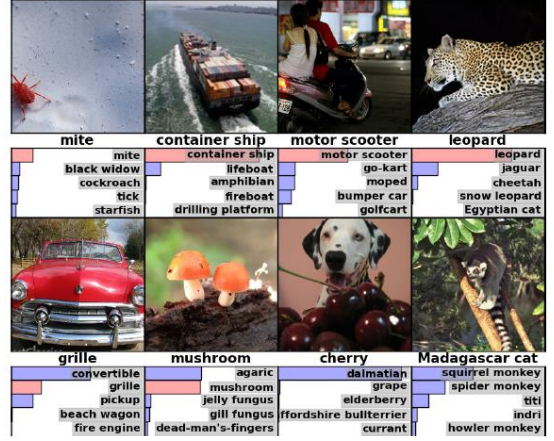 mite container ship motor scooter leopard
mite container ship motor scooter leopard
black widow lifeboat go-kart jaguar
cockroach amphibian moped cheetah
tick fireboat bumper car snow leopard
starfish drilling platform golfcart Egyptian cat
grille mushroom cherry Madagascar cat
convertible agaric dalmatian squirrel monkey
grille mushroom grape spider monkey
pickup jelly fungus elderberry titi
beach wagon gill fungus ffordshire bullterrier indri
fire engine dead-man's-fingers currant howler monkey